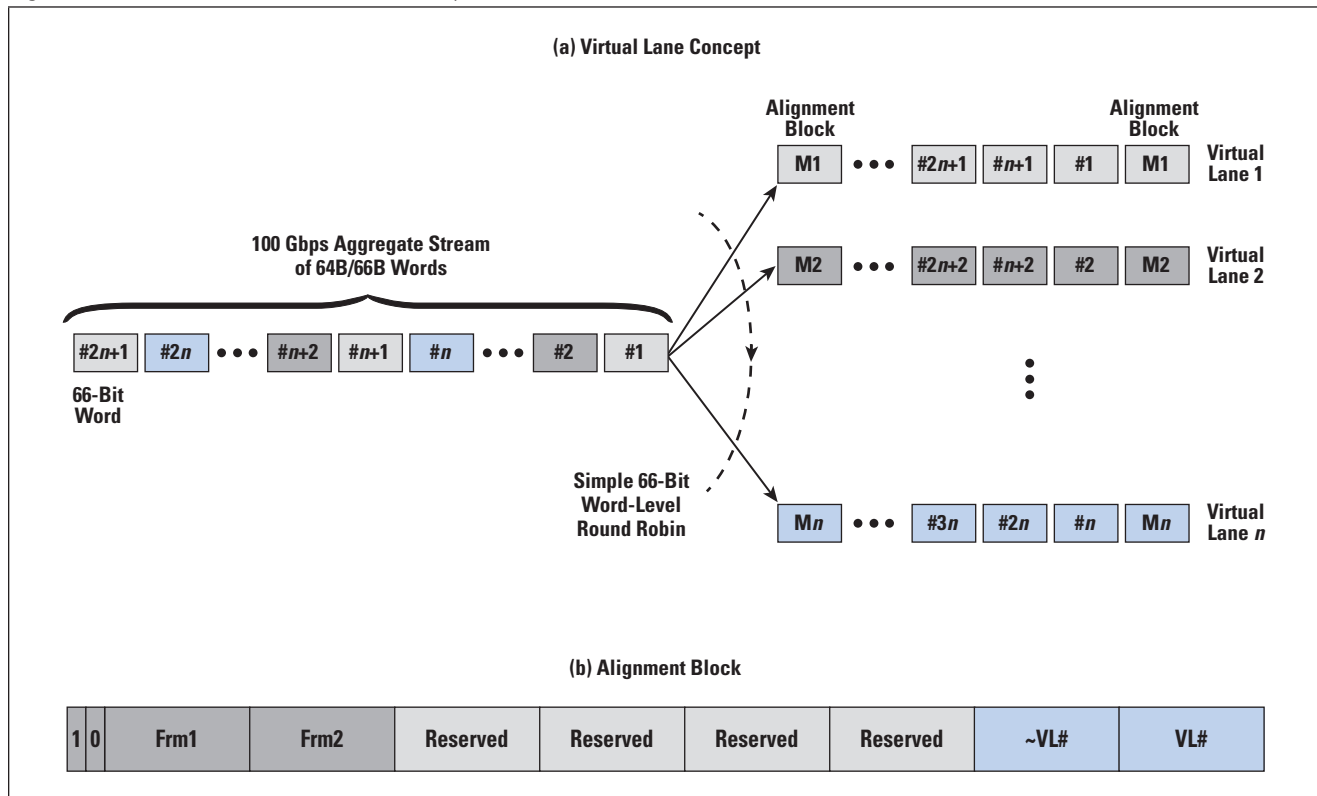 (a) Virtual Lane Concept
Alignment
Block
Alignment
Block
M1 ••• #2n+1 #n+1 #1 M1
Virtual
Lane 1
100 Gbps Aggregate Stream
of 64B/66B Words
M2 ••• #2n+2 #n+2 #2 M2
Virtual
Lane 2
#2n+1 #2n ••• #n+2 #n+1 #n ••• #2 #1
66-Bit
Word
Simple 66-Bit
Word-Level
Round Robin
Mn ••• #3n #2n #n Mn
Virtual
Lane n
(b) Alignment Block
1 0 Frm1 Frm2 Reserved Reserved Reserved Reserved ~VL# VL#